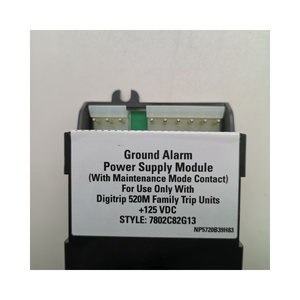 Ground Alarm
Power Supply Module
(With Maintenance Mode Contact)
For Use Only With
Digitrip 520M Family Trip Units
+125 VDC
STYLE: 7802C82G13
NP5720B39H83